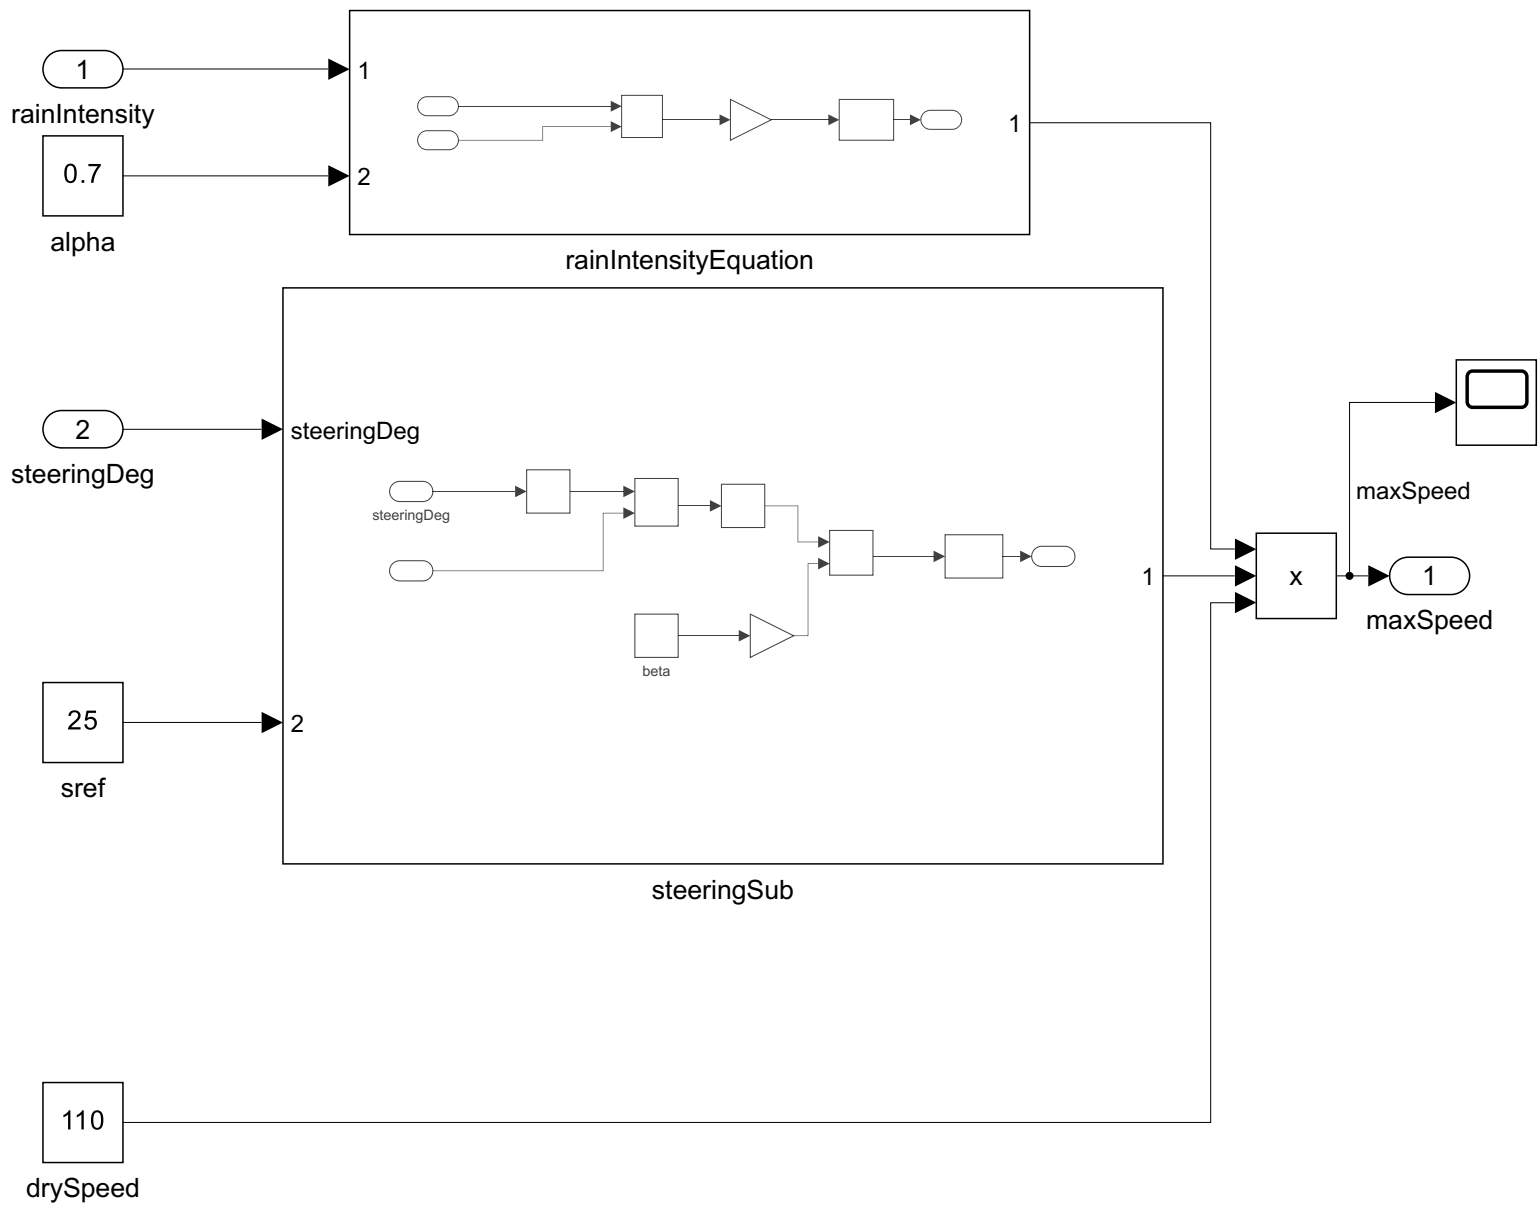 1
rainIntensity
0.7
alpha
1
2
1
rainIntensityEquation
2
steeringDeg
steeringDeg
steeringDeg
beta
25
sref
2
1
steeringSub
110
drySpeed
x
maxSpeed
1
maxSpeed